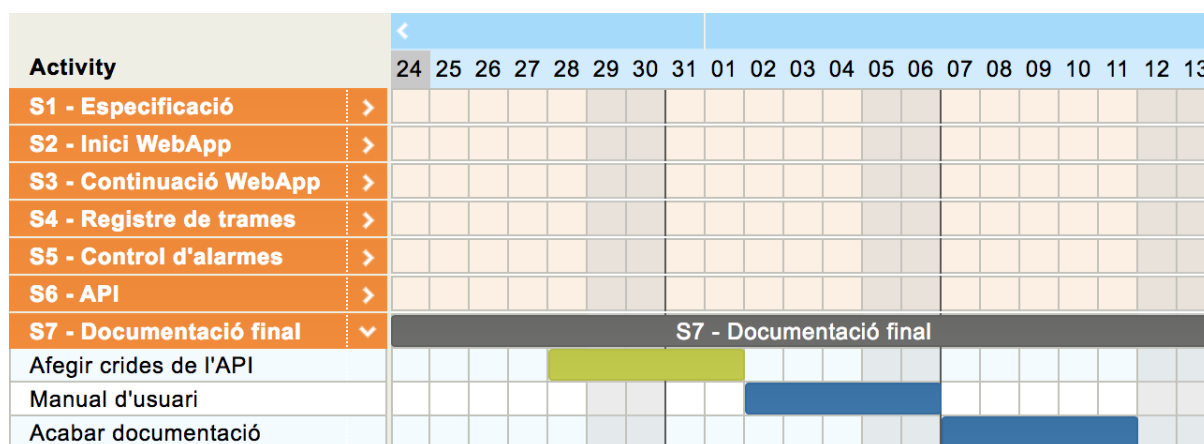 Activity
24 25 26 27 28 29 30 31 01 02 03 04 05 06 07 08 09 10 11 12 13
S1 - Especificació
S2 - Inici WebApp
S3 - Continuació WebApp
S4 - Registre de trames
S5 - Control d'alarmes
S6 - API
S7 - Documentació final
S7 - Documentació final
Afegir crides de l'API
Manual d'usuari
Acabar documentació